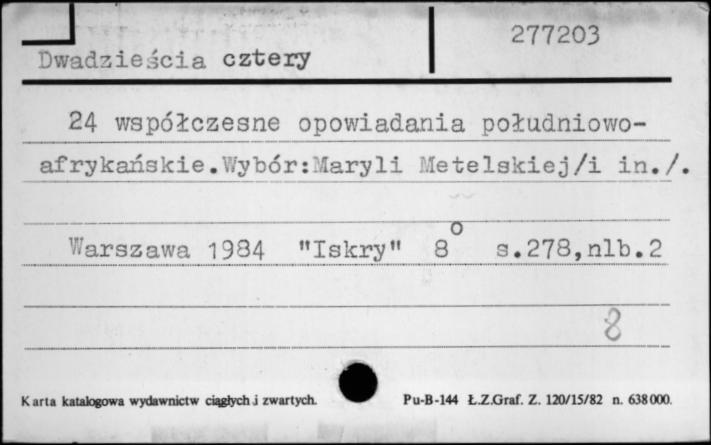 277203
Dwadzieścia cztery
24 współczesne opowiadania południowo-
afrykańskie.Wybór:Maryli Metelskiej/i in./.
Warszawa 1984 "Iskry" 8° s.278,nlb.2
8
Karta katalogowa wydawnictw ciągłych i zwartych. Pu-B-144 Ł.Z.Graf. Z. 120/15/82 n. 638000.